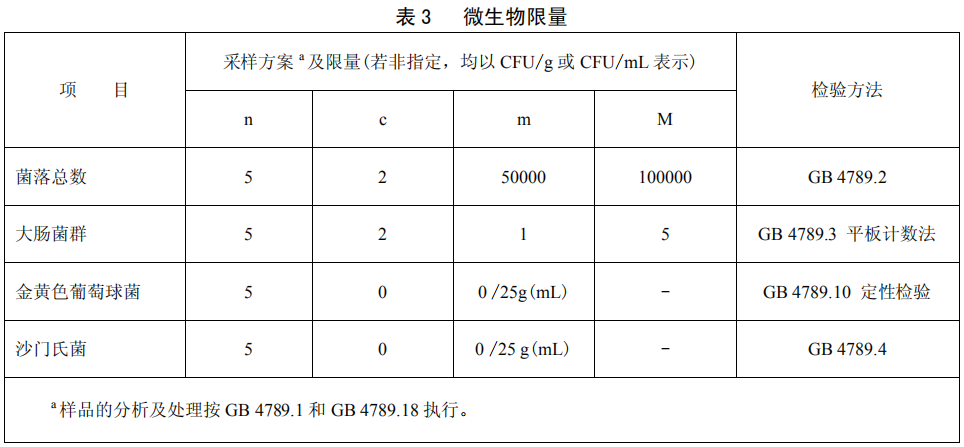 表 3 微生物限量
项 目 采样方案 a 及限量(若非指定，均以 CFU/g 或 CFU/mL 表示) 检验方法
n c m M
菌落总数 5 2 50000 100000 GB 4789.2
大肠菌群 5 2 1 5 GB 4789.3 平板计数法
金黄色葡萄球菌 5 0 0 /25g(mL) - GB 4789.10 定性检验
沙门氏菌 5 0 0 /25 g(mL) - GB 4789.4
a 样品的分析及处理按 GB 4789.1 和 GB 4789.18 执行。